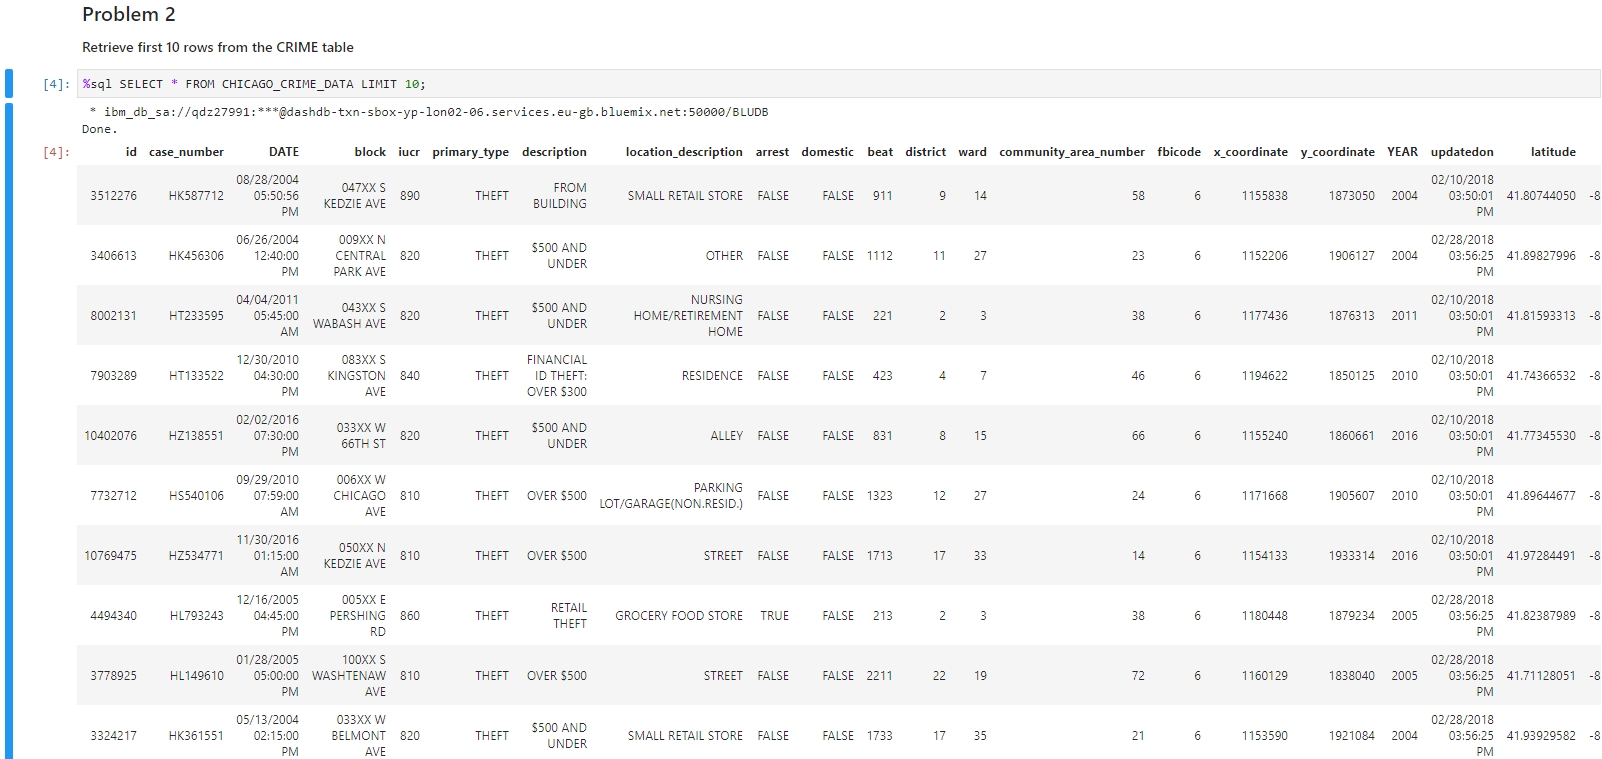 Problem 2
Retrieve first 10 rows from the CRIME table
[4]: %sql SELECT * FROM CHICAGO_CRIME_DATA LIMIT 10;
* ibm_db_sa://qdz27991:***@dashdb-txn-sbox-yp-lon02-06.services.eu-gb.bluemix.net:50000/BLUDB
Done.
[4]: id case_number DATE block iucr primary_type description location_description arrest domestic beat district ward community_area_number fbicode x_coordinate y_coordinate YEAR updatedon latitude
3512276 HK587712 08/28/2004 05:50:56 PM 047XX S KEDZIE AVE 890 THEFT FROM BUILDING SMALL RETAIL STORE FALSE FALSE 911 9 14 58 6 1155838 1873050 2004 02/10/2018 03:50:01 PM 41.80744050 -8
3406613 HK456306 06/26/2004 12:40:00 PM 009XX N CENTRAL PARK AVE 820 THEFT $500 AND UNDER OTHER FALSE FALSE 1112 11 27 23 6 1152206 1906127 2004 02/28/2018 03:56:25 PM 41.89827996 -8
8002131 HT233595 04/04/2011 05:45:00 AM 043XX S WABASH AVE 820 THEFT $500 AND UNDER NURSING HOME/RETIREMENT HOME FALSE FALSE 221 2 3 38 6 1177436 1876313 2011 02/10/2018 03:50:01 PM 41.81593313 -8
7903289 HT133522 12/30/2010 04:30:00 PM 083XX S KINGSTON AVE 840 THEFT FINANCIAL ID THEFT: OVER $300 RESIDENCE FALSE FALSE 423 4 7 46 6 1194622 1850125 2010 02/10/2018 03:50:01 PM 41.74366532 -8
10402076 HZ138551 02/02/2016 07:30:00 PM 033XX W 66TH ST 820 THEFT $500 AND UNDER ALLEY FALSE FALSE 831 8 15 66 6 1155240 1860661 2016 02/10/2018 03:50:01 PM 41.77345530 -8
7732712 HS540106 09/29/2010 07:59:00 AM 006XX W CHICAGO AVE 810 THEFT OVER $500 PARKING LOT/GARAGE(NON.RESID.) FALSE FALSE 1323 12 27 24 6 1171668 1905607 2010 02/10/2018 03:50:01 PM 41.89644677 -8
10769475 HZ534771 11/30/2016 01:15:00 AM 050XX N KEDZIE AVE 810 THEFT OVER $500 STREET FALSE FALSE 1713 17 33 14 6 1154133 1933314 2016 02/10/2018 03:50:01 PM 41.97284491 -8
4494340 HL793243 12/16/2005 04:45:00 PM 005XX E PERSHING RD 860 THEFT RETAIL THEFT GROCERY FOOD STORE TRUE FALSE 213 2 3 38 6 1180448 1879234 2005 02/28/2018 03:56:25 PM 41.82387989 -8
3778925 HL149610 01/28/2005 05:00:00 PM 100XX S WASHTENAW AVE 810 THEFT OVER $500 STREET FALSE FALSE 2211 22 19 72 6 1160129 1838040 2005 02/28/2018 03:56:25 PM 41.71128051 -8
3324217 HK361551 05/13/2004 02:15:00 PM 033XX W BELMONT AVE 820 THEFT $500 AND UNDER SMALL RETAIL STORE FALSE FALSE 1733 17 35 21 6 1153590 1921084 2004 02/28/2018 03:56:25 PM 41.93929582 -8